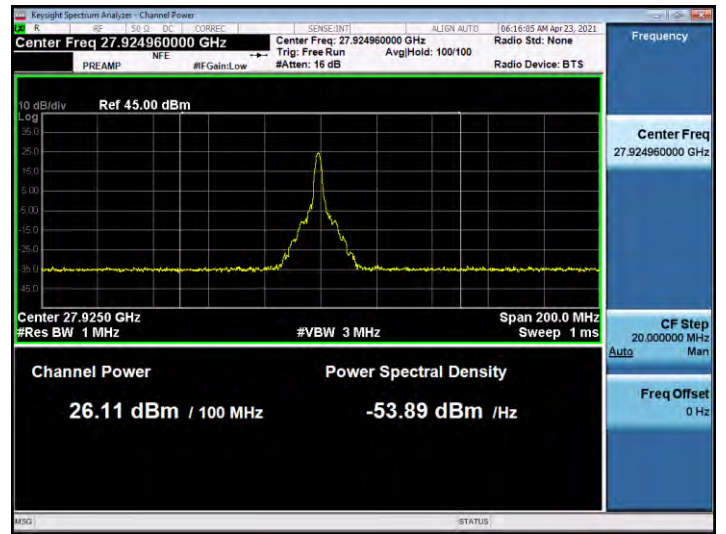 Keysight Spectrum Analyzer - Channel Power
R RF 50 Ω DC CORREC SENSE:INT ALIGN AUTO 06:16:05 AM Apr 23, 2021
Center Freq 27.924960000 GHz Center Freq: 27.924960000 GHz Radio Std: None Frequency
NFE Trig: Free Run Avg|Hold: 100/100
PREAMP #IFGain:Low #Atten: 16 dB Radio Device: BTS
10 dB/div Ref 45.00 dBm
Log
35.0
25.0
15.0
5.00
-5.00
-15.0
-25.0
-35.0
-45.0
Center Freq
27.924960000 GHz
Center 27.9250 GHz Span 200.0 MHz
#Res BW 1 MHz #VBW 3 MHz Sweep 1 ms
CF Step
20.000000 MHz
Auto Man
Channel Power Power Spectral Density
26.11 dBm / 100 MHz -53.89 dBm /Hz
Freq Offset
0 Hz
MSG STATUS